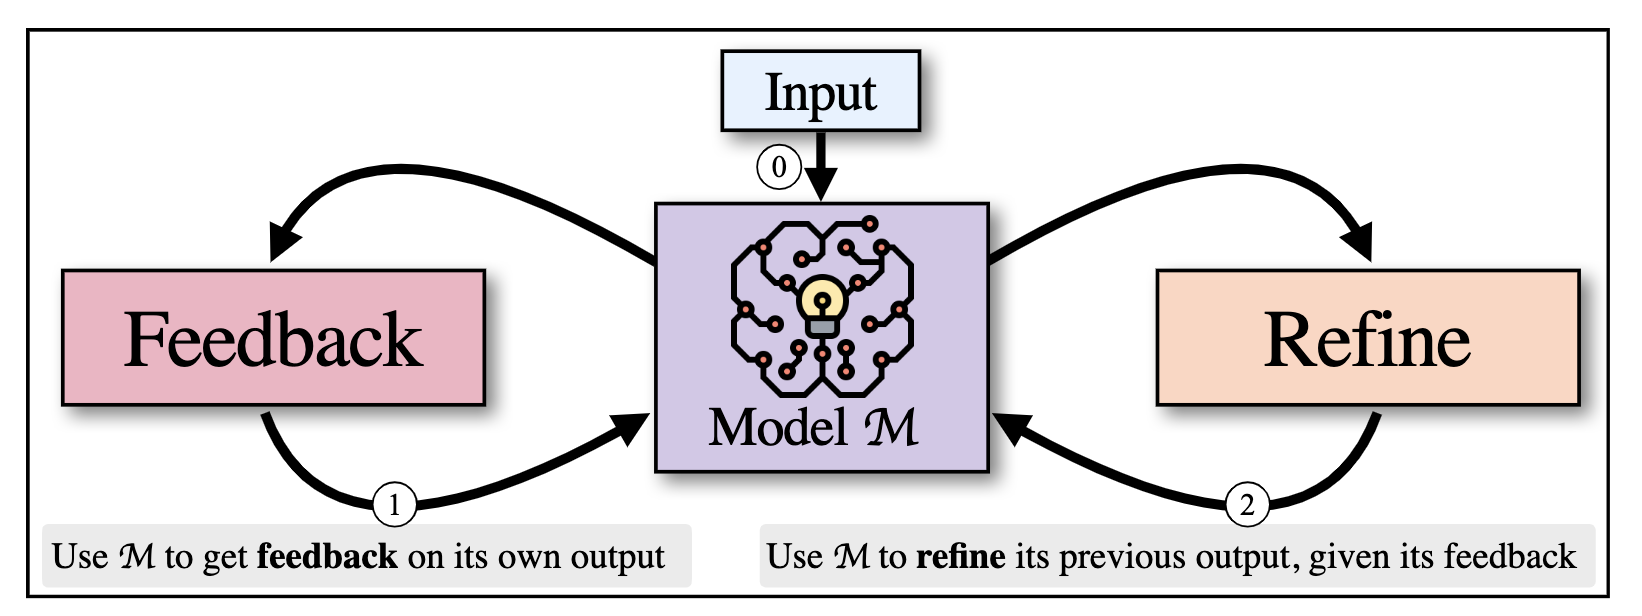 Input
0
Feedback
Model ℳ
Refine
1
2
Use ℳ to get feedback on its own output
Use ℳ to refine its previous output, given its feedback